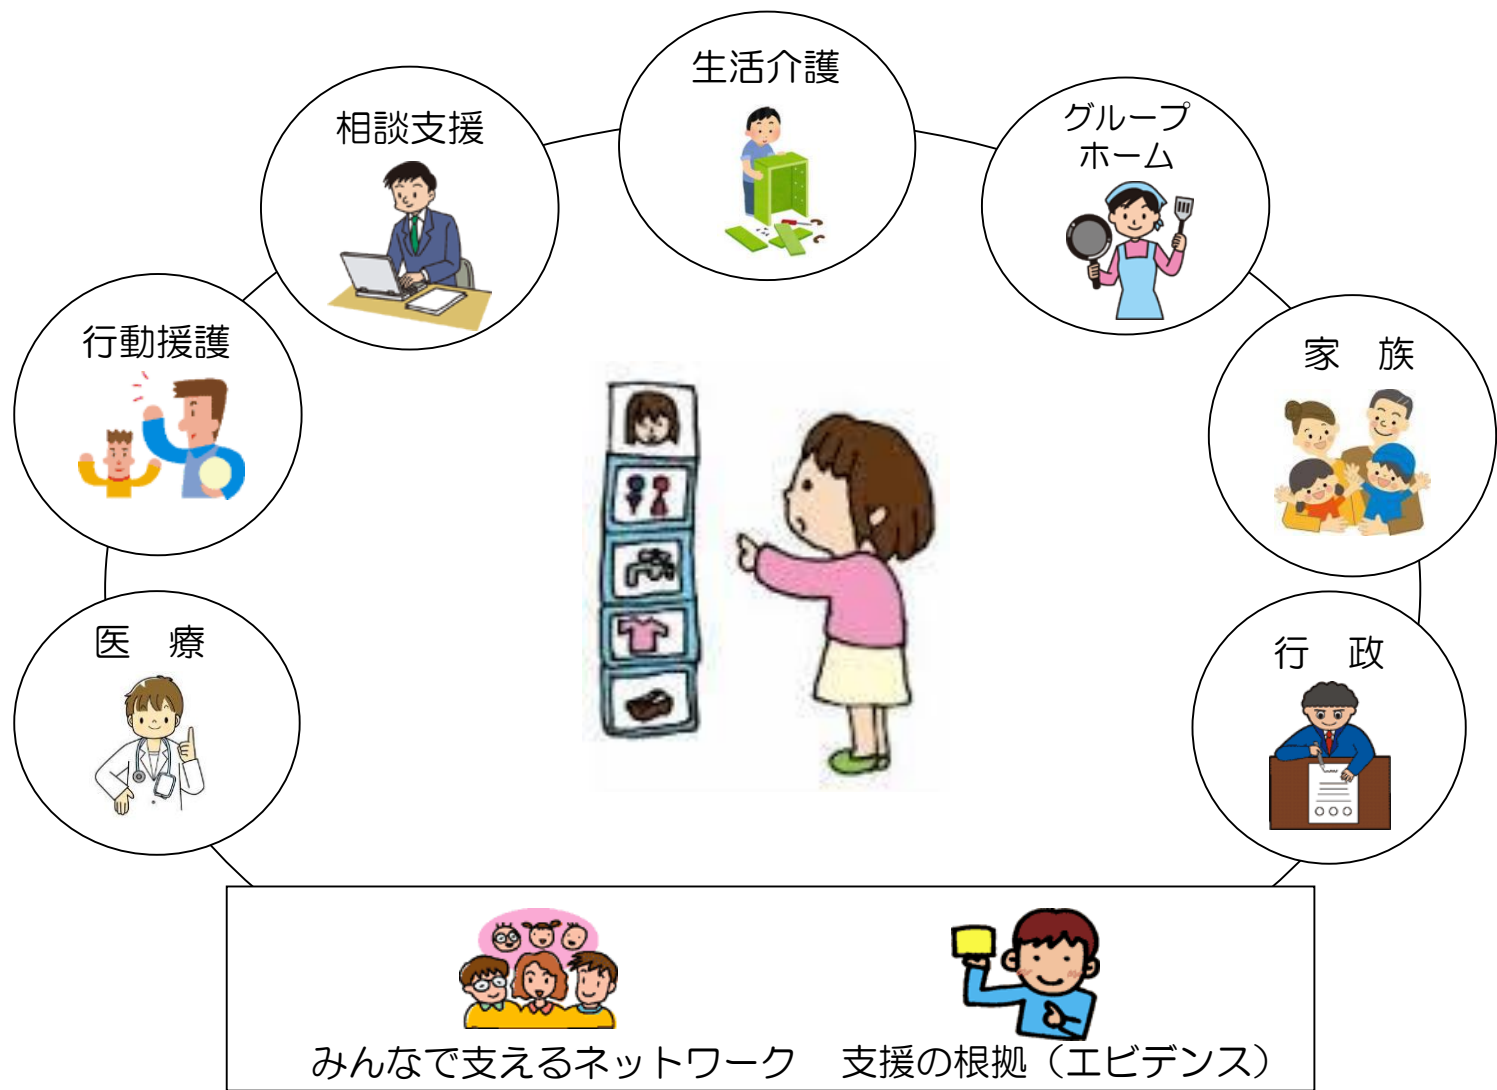 生活介護
相談支援
グループ
ホーム
行動援護
家　族
医　療
行　政
みんなで支えるネットワーク　支援の根拠（エビデンス）